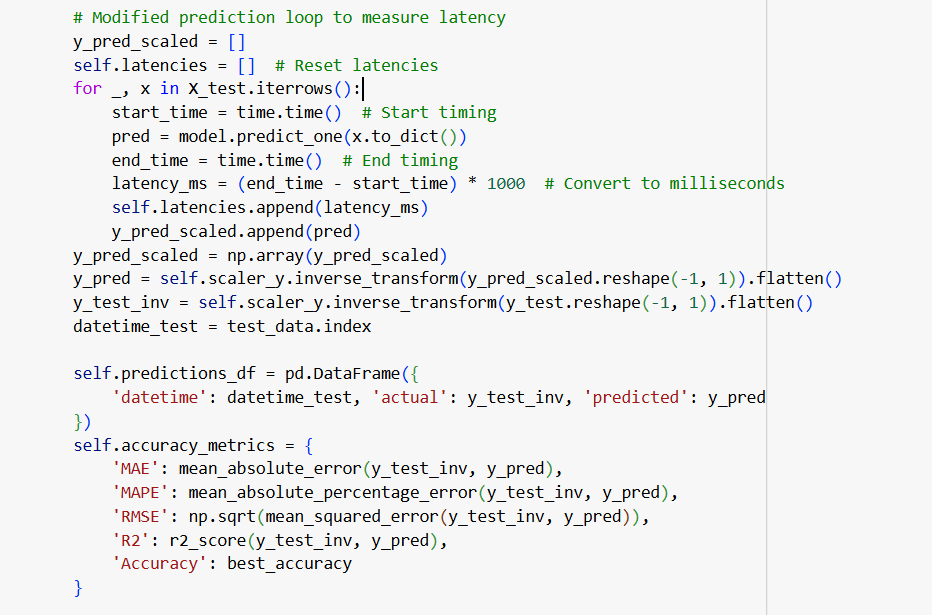 # Modified prediction loop to measure latency
y_pred_scaled = []
self.latencies = []  # Reset latencies
for _, x in X_test.iterrows():
    start_time = time.time()  # Start timing
    pred = model.predict_one(x.to_dict())
    end_time = time.time()  # End timing
    latency_ms = (end_time - start_time) * 1000  # Convert to milliseconds
    self.latencies.append(latency_ms)
    y_pred_scaled.append(pred)
y_pred_scaled = np.array(y_pred_scaled)
y_pred = self.scaler_y.inverse_transform(y_pred_scaled.reshape(-1, 1)).flatten()
y_test_inv = self.scaler_y.inverse_transform(y_test.reshape(-1, 1)).flatten()
datetime_test = test_data.index

self.predictions_df = pd.DataFrame({
    'datetime': datetime_test, 'actual': y_test_inv, 'predicted': y_pred
})
self.accuracy_metrics = {
    'MAE': mean_absolute_error(y_test_inv, y_pred),
    'MAPE': mean_absolute_percentage_error(y_test_inv, y_pred),
    'RMSE': np.sqrt(mean_squared_error(y_test_inv, y_pred)),
    'R2': r2_score(y_test_inv, y_pred),
    'Accuracy': best_accuracy
}